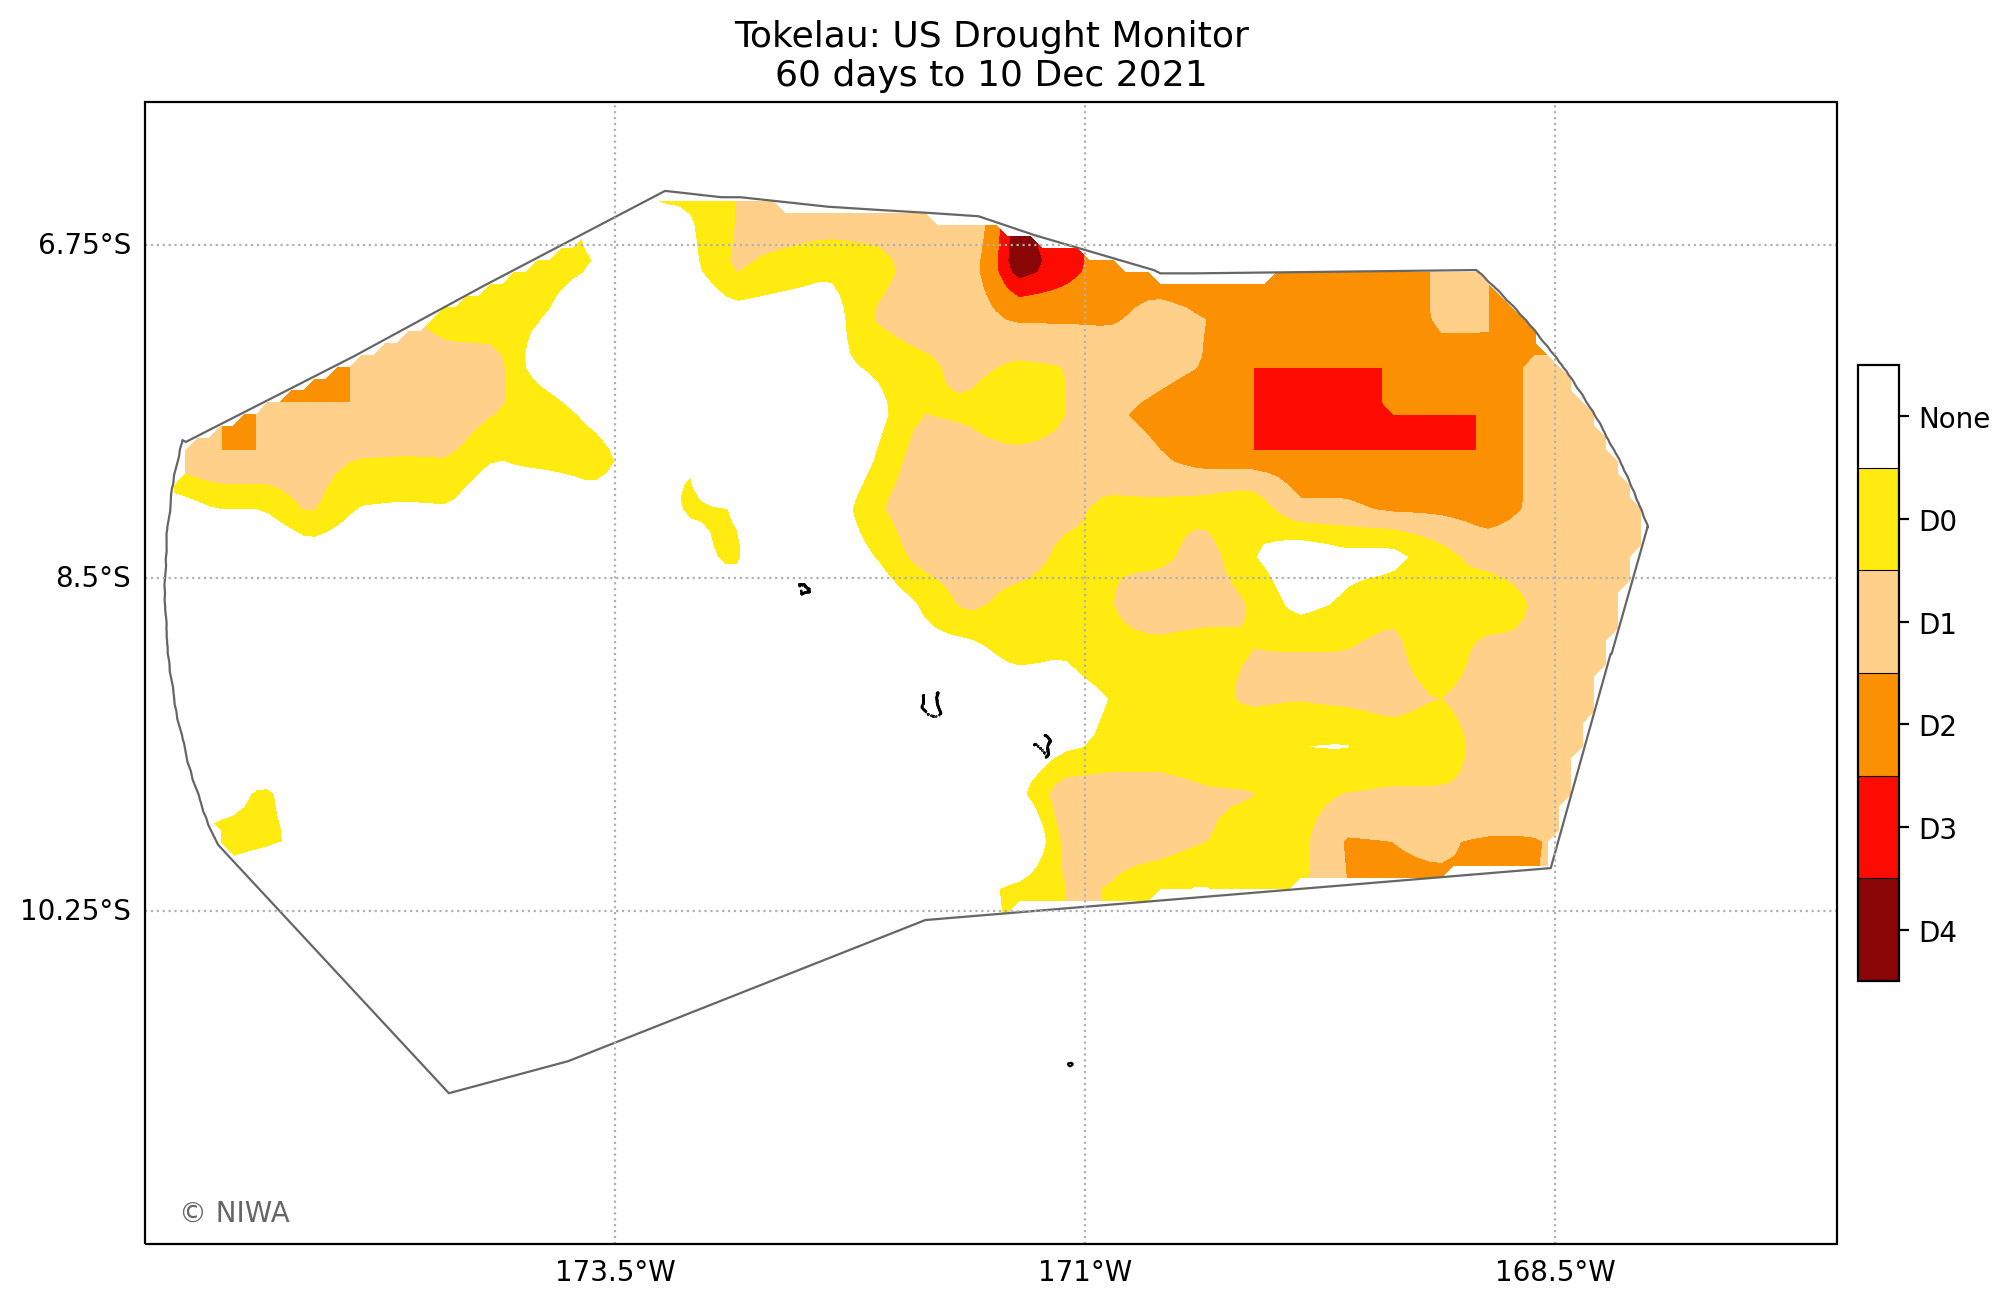 Tokelau: US Drought Monitor
60 days to 10 Dec 2021
6.75°S
8.5°S
10.25°S
173.5°W
171°W
168.5°W
None
D0
D1
D2
D3
D4
© NIWA